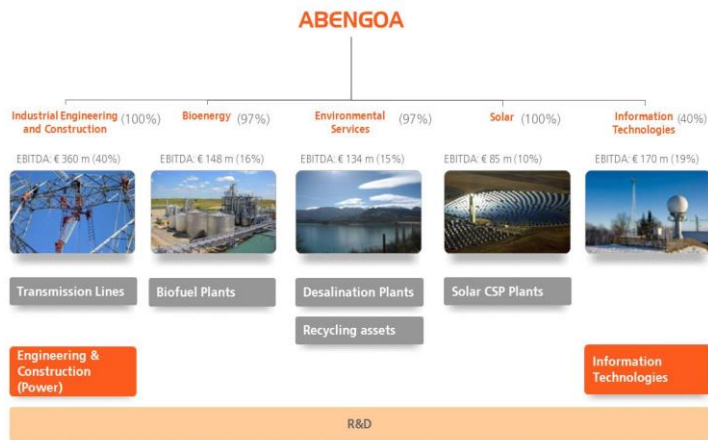 ABENGOA
Industrial Engineering and Construction (100%)
Bioenergy (97%)
Environmental Services (97%)
Solar (100%)
Information Technologies (40%)
EBITDA: € 360 m (40%)
EBITDA: € 148 m (16%)
EBITDA: € 134 m (15%)
EBITDA: € 85 m (10%)
EBITDA: € 170 m (19%)
Transmission Lines
Biofuel Plants
Desalination Plants
Solar CSP Plants
Recycling assets
Engineering &
Construction
(Power)
Information
Technologies
R&D